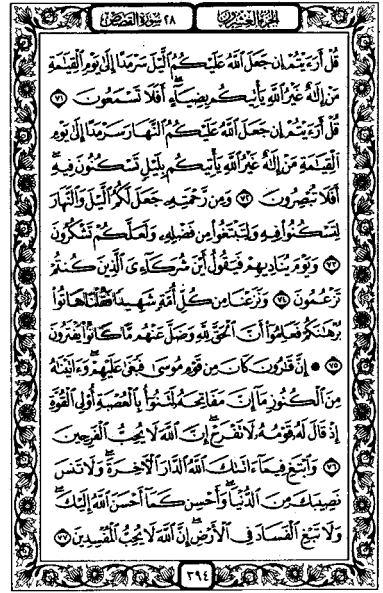 الجزء العشرون ٢٨ سورة القصص
قُلْ أَرَءَيْتُمْ إِن جَعَلَ ٱللَّهُ عَلَيْكُمُ ٱلَّيْلَ سَرْمَدًا إِلَىٰ يَوْمِ ٱلْقِيَٰمَةِ
مَنْ إِلَٰهٌ غَيْرُ ٱللَّهِ يَأْتِيكُم بِضِيَآءٍ ۖ أَفَلَا تَسْمَعُونَ ٧١
قُلْ أَرَءَيْتُمْ إِن جَعَلَ ٱللَّهُ عَلَيْكُمُ ٱلنَّهَارَ سَرْمَدًا إِلَىٰ يَوْمِ
ٱلْقِيَٰمَةِ مَنْ إِلَٰهٌ غَيْرُ ٱللَّهِ يَأْتِيكُم بِلَيْلٍ تَسْكُنُونَ فِيهِ ۖ
أَفَلَا تُبْصِرُونَ ٧٢ وَمِن رَّحْمَتِهِۦ جَعَلَ لَكُمُ ٱلَّيْلَ وَٱلنَّهَارَ
لِتَسْكُنُوا۟ فِيهِ وَلِتَبْتَغُوا۟ مِن فَضْلِهِۦ وَلَعَلَّكُمْ تَشْكُرُونَ
٧٣ وَيَوْمَ يُنَادِيهِمْ فَيَقُولُ أَيْنَ شُرَكَآءِىَ ٱلَّذِينَ كُنتُمْ
تَزْعُمُونَ ٧٤ وَنَزَعْنَا مِن كُلِّ أُمَّةٍ شَهِيدًا فَقُلْنَا هَاتُوا۟
بُرْهَٰنَكُمْ فَعَلِمُوٓا۟ أَنَّ ٱلْحَقَّ لِلَّهِ وَضَلَّ عَنْهُم مَّا كَانُوا۟ يَفْتَرُونَ
٧٥ ۞ إِنَّ قَٰرُونَ كَانَ مِن قَوْمِ مُوسَىٰ فَبَغَىٰ عَلَيْهِمْ ۖ وَءَاتَيْنَٰهُ
مِنَ ٱلْكُنُوزِ مَآ إِنَّ مَفَاتِحَهُۥ لَتَنُوٓأُ بِٱلْعُصْبَةِ أُو۟لِى ٱلْقُوَّةِ
إِذْ قَالَ لَهُۥ قَوْمُهُۥ لَا تَفْرَحْ ۖ إِنَّ ٱللَّهَ لَا يُحِبُّ ٱلْفَرِحِينَ
٧٦ وَٱبْتَغِ فِيمَآ ءَاتَىٰكَ ٱللَّهُ ٱلدَّارَ ٱلْءَاخِرَةَ ۖ وَلَا تَنسَ
نَصِيبَكَ مِنَ ٱلدُّنْيَا ۖ وَأَحْسِن كَمَآ أَحْسَنَ ٱللَّهُ إِلَيْكَ ۖ
وَلَا تَبْغِ ٱلْفَسَادَ فِى ٱلْأَرْضِ ۖ إِنَّ ٱللَّهَ لَا يُحِبُّ ٱلْمُفْسِدِينَ ٧٧
٣٩٤